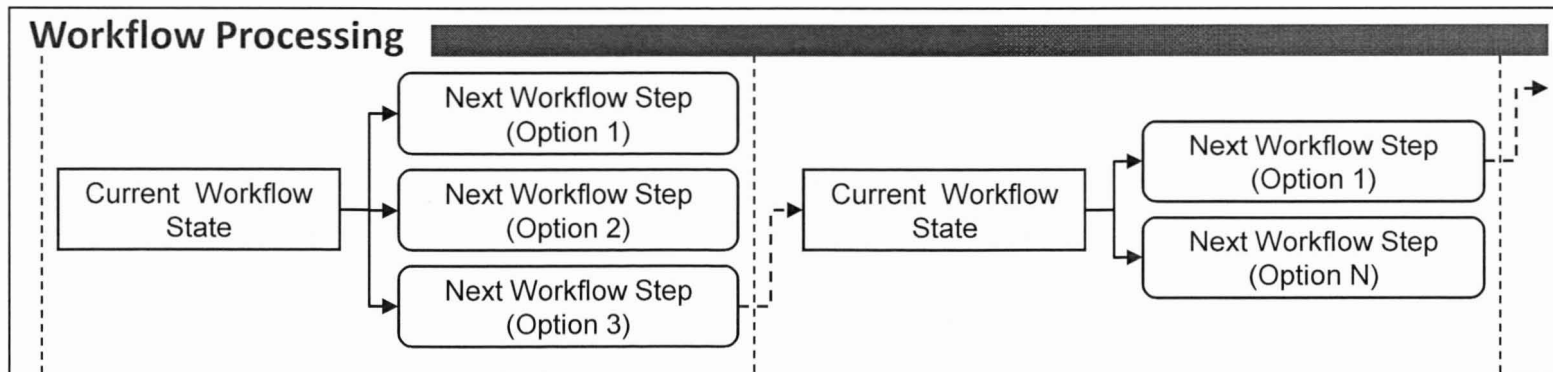 Workflow Processing
Current Workflow
State
Next Workflow Step
(Option 1)
Next Workflow Step
(Option 2)
Next Workflow Step
(Option 3)
Current Workflow
State
Next Workflow Step
(Option 1)
Next Workflow Step
(Option N)